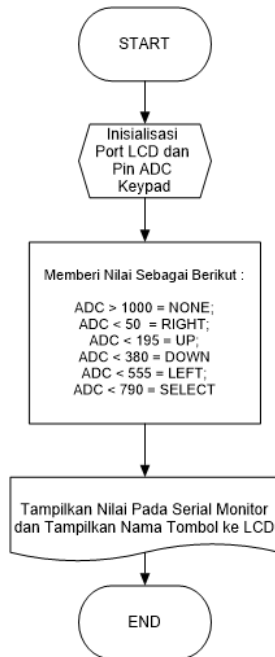 START
Inisialisasi
Port LCD dan
Pin ADC
Keypad
Memberi Nilai Sebagai Berikut :
ADC > 1000 = NONE;
ADC < 50 = RIGHT;
ADC < 195 = UP;
ADC < 380 = DOWN
ADC < 555 = LEFT;
ADC < 790 = SELECT
Tampilkan Nilai Pada Serial Monitor
dan Tampilkan Nama Tombol ke LCD
END